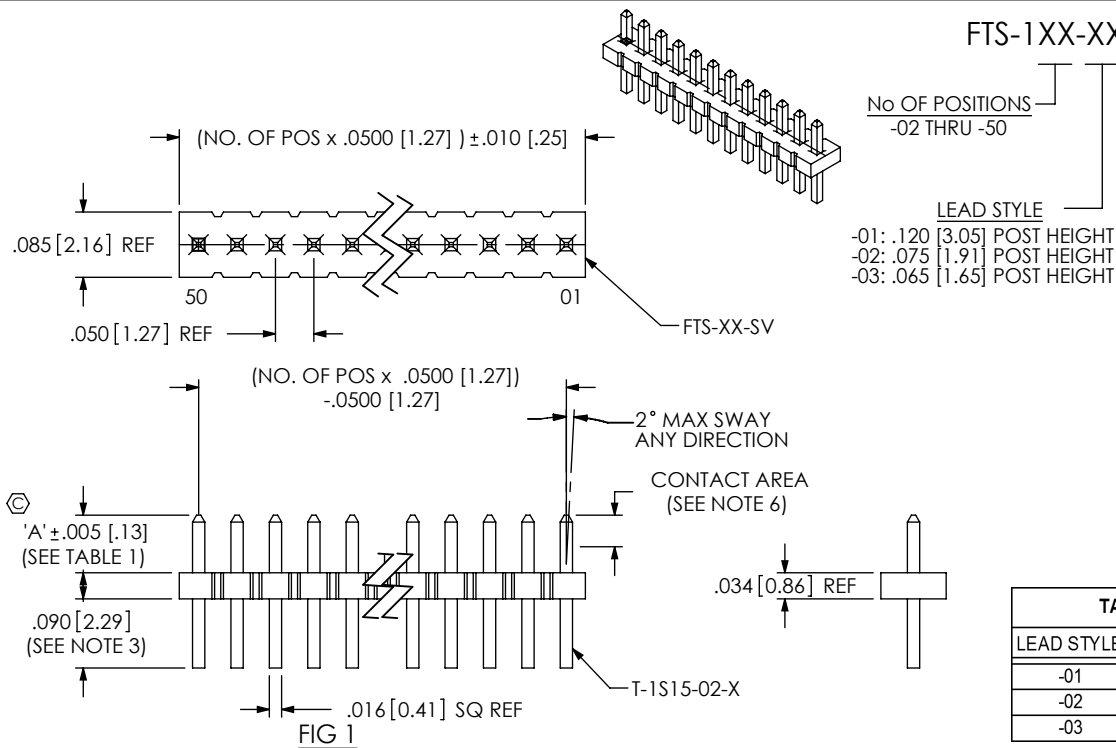 FTS-1XX-XX
No OF POSITIONS
-02 THRU -50
LEAD STYLE
-01: .120 [3.05] POST HEIGHT
-02: .075 [1.91] POST HEIGHT
-03: .065 [1.65] POST HEIGHT
(NO. OF POS x .0500 [1.27] ) ±.010 [.25]
.085 [2.16] REF
50
01
.050 [1.27] REF
FTS-XX-SV
(NO. OF POS x .0500 [1.27])
-.0500 [1.27]
2° MAX SWAY
ANY DIRECTION
CONTACT AREA
(SEE NOTE 6)
C
'A' ±.005 [.13]
(SEE TABLE 1)
.090 [2.29]
(SEE NOTE 3)
.034 [0.86] REF
T-1S15-02-X
.016 [0.41] SQ REF
FIG 1
TA
LEAD STYLE
-01
-02
-03